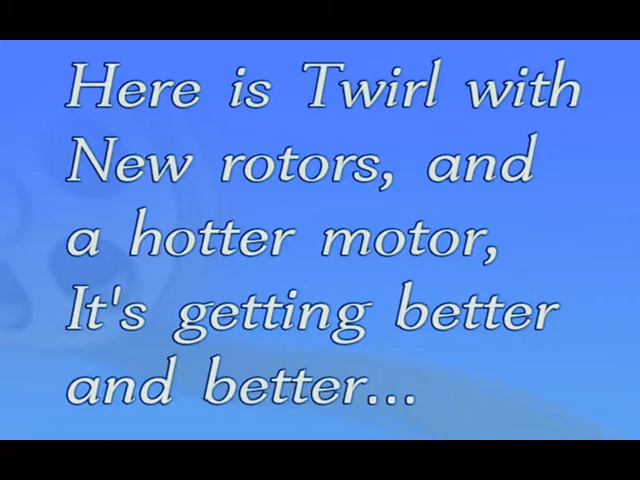 Here is Twirl with
New rotors, and
a hotter motor,
It's getting better
and better...